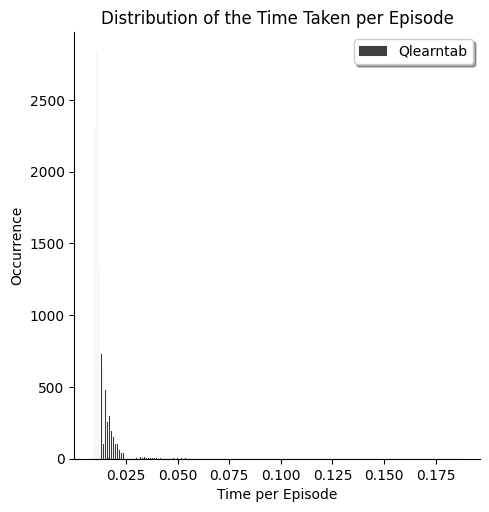 Distribution of the Time Taken per Episode
Qlearntab
2500
2000
1500
1000
500
0
Occurrence
0.025 0.050 0.075 0.100 0.125 0.150 0.175
Time per Episode